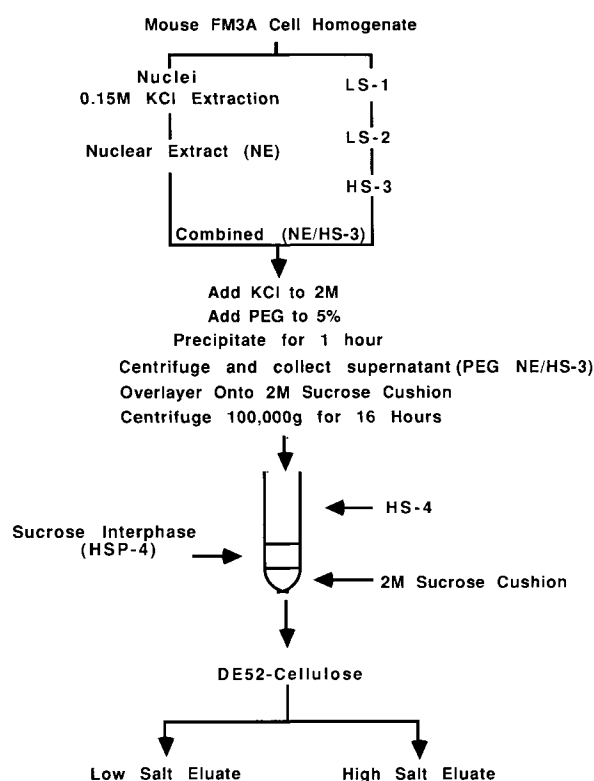 Mouse FM3A Cell Homogenate
Nuclei
0.15M KCl Extraction
Nuclear Extract (NE)
LS-1
LS-2
HS-3
Combined (NE/HS-3)
Add KCl to 2M
Add PEG to 5%
Precipitate for 1 hour
Centrifuge and collect supernatant (PEG NE/HS-3)
Overlayer Onto 2M Sucrose Cushion
Centrifuge 100,000g for 16 Hours
HS-4
Sucrose Interphase
(HSP-4)
2M Sucrose Cushion
DE52-Cellulose
Low Salt Eluate
High Salt Eluate